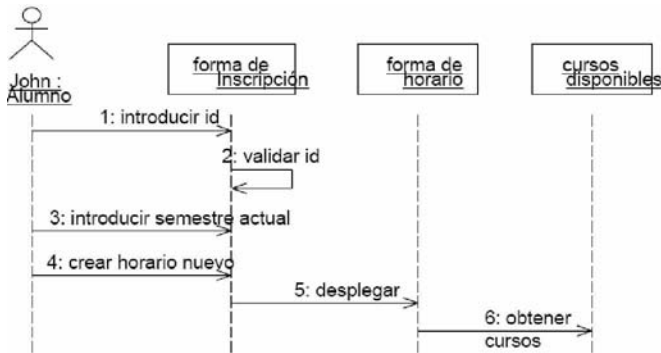 John :
Alumno
forma de
Inscripción
forma de
horario
cursos
disponibles
1: introducir id
2: validar id
3: introducir semestre actual
4: crear horario nuevo
5: desplegar
6: obtener
cursos